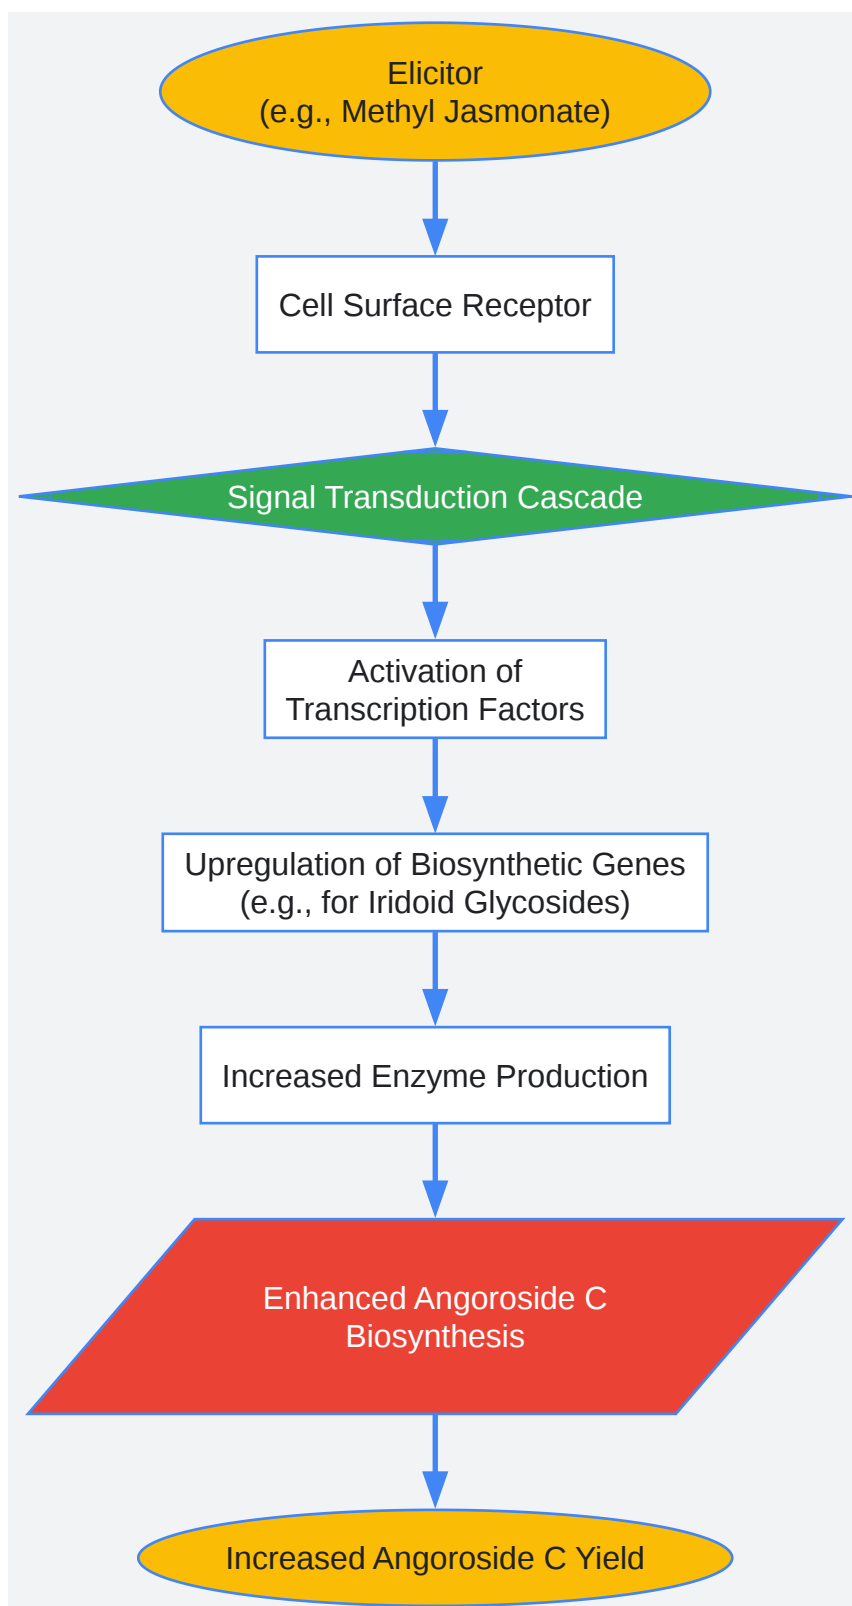 Elicitor
(e.g., Methyl Jasmonate)
Cell Surface Receptor
Signal Transduction Cascade
Activation of
Transcription Factors
Upregulation of Biosynthetic Genes
(e.g., for Iridoid Glycosides)
Increased Enzyme Production
Enhanced Angoroside C
Biosynthesis
Increased Angoroside C Yield